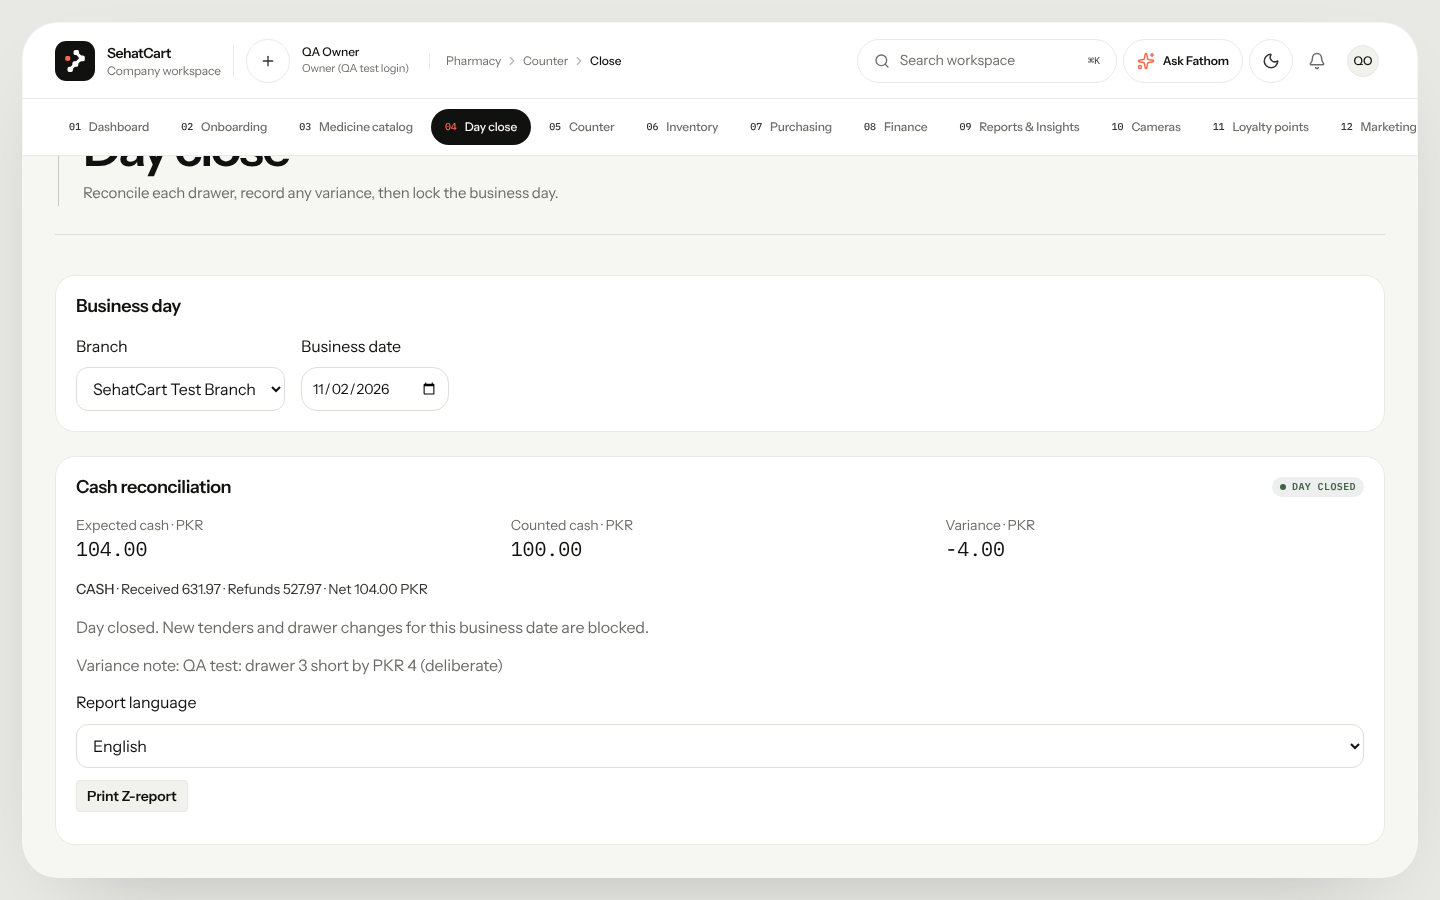 SehatCart
Company workspace
QA Owner
Owner (QA test login)
Pharmacy > Counter > Close
Search workspace
⌘K
Ask Fathom
QO
01 Dashboard
02 Onboarding
03 Medicine catalog
04 Day close
05 Counter
06 Inventory
07 Purchasing
08 Finance
09 Reports & Insights
10 Cameras
11 Loyalty points
12 Marketing
Day close
Reconcile each drawer, record any variance, then lock the business day.
Business day
Branch
Business date
SehatCart Test Branch
11/02/2026
Cash reconciliation
DAY CLOSED
Expected cash · PKR
Counted cash · PKR
Variance · PKR
104.00
100.00
-4.00
CASH · Received 631.97 · Refunds 527.97 · Net 104.00 PKR
Day closed. New tenders and drawer changes for this business date are blocked.
Variance note: QA test: drawer 3 short by PKR 4 (deliberate)
Report language
English
Print Z-report